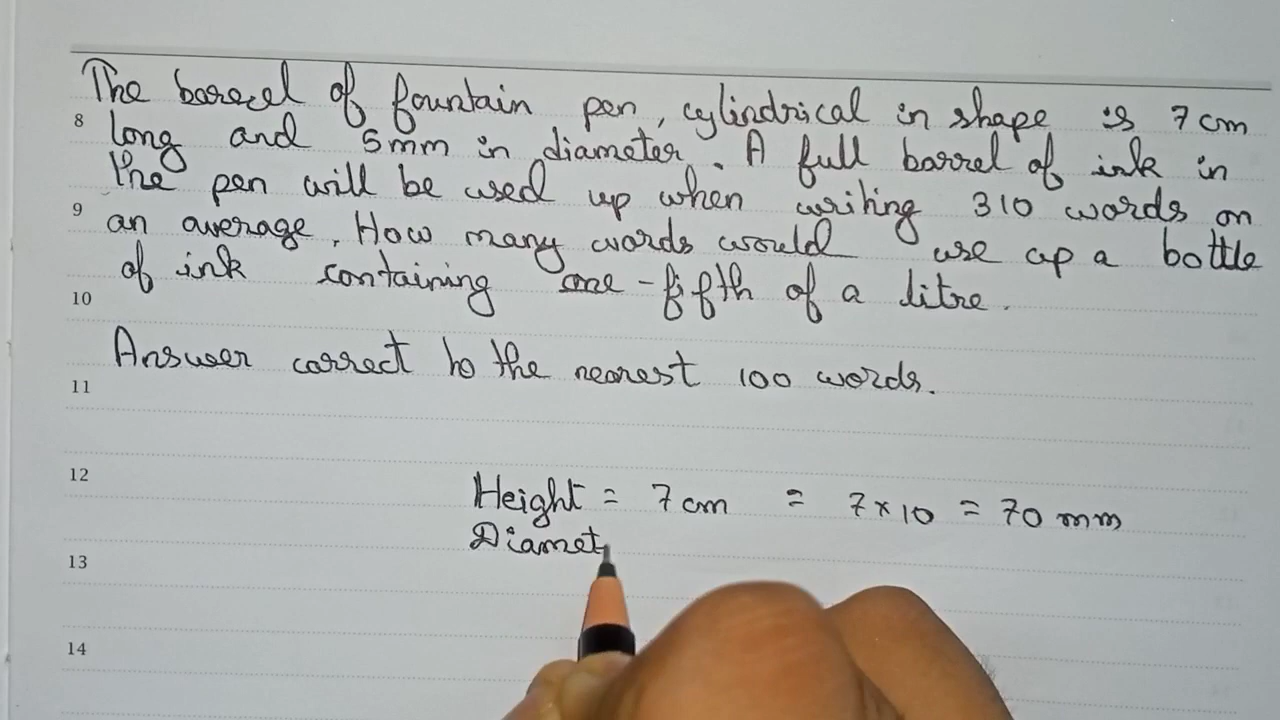 The barrel of fountain pen, cylindrical in shape is 7 cm
8 long and 5mm in diameter. A full barrel of ink in
the pen will be used up when writing 310 words on
9 an average. How many words would use up a bottle
of ink containing one-fifth of a litre.
10
Answer correct to the nearest 100 words.
11
12
Height = 7 cm = 7×10 = 70 mm
Diamet
13
14